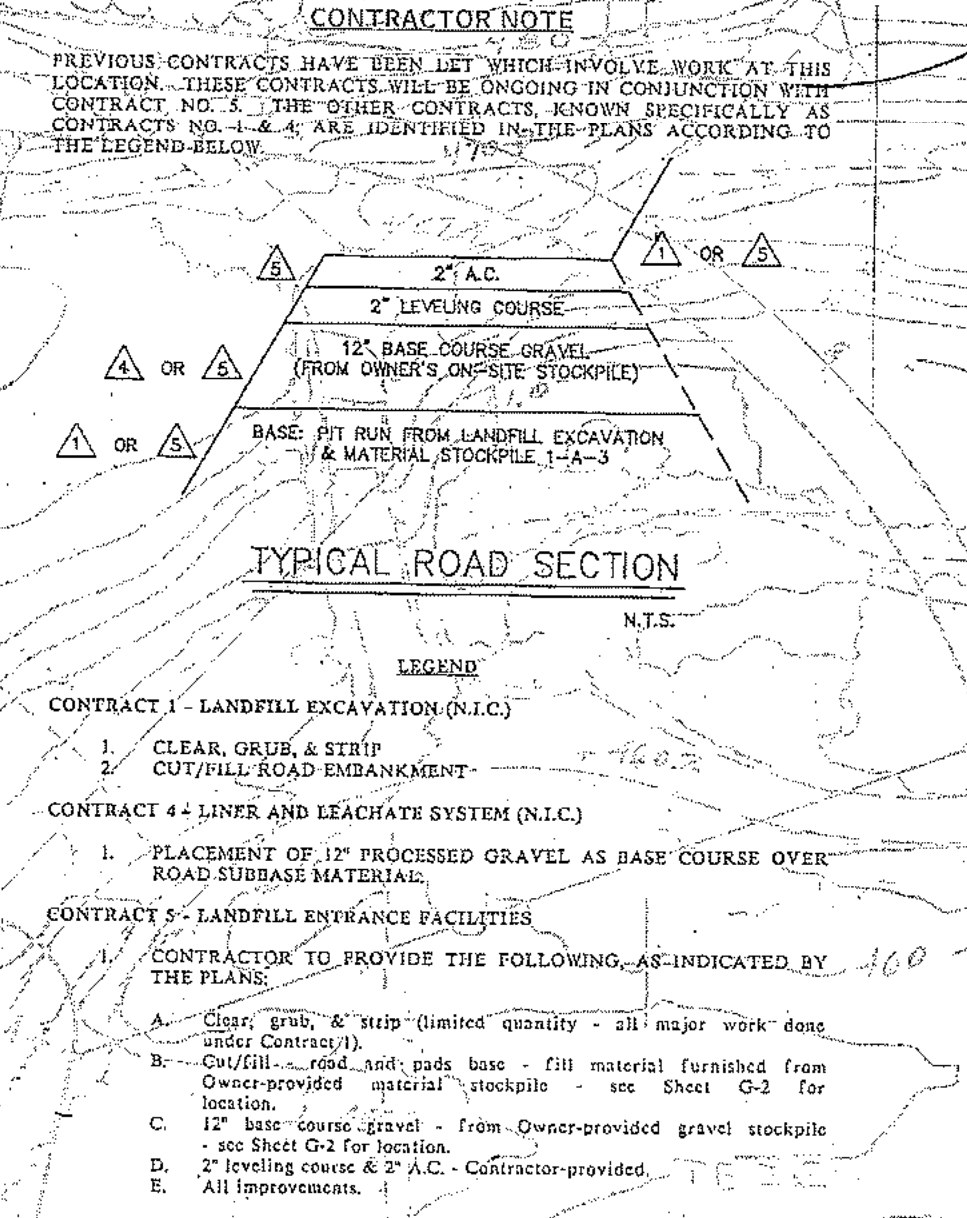 CONTRACTOR NOTE
PREVIOUS CONTRACTS HAVE BEEN LET WHICH INVOLVE WORK AT THIS
LOCATION. THESE CONTRACTS WILL BE ONGOING IN CONJUNCTION WITH
CONTRACT NO. 5. THE OTHER CONTRACTS, KNOWN SPECIFICALLY AS
CONTRACTS NO. 1 & 4, ARE IDENTIFIED IN THE PLANS ACCORDING TO
THE LEGEND BELOW.
5
2" A.C.
1 OR 5
2" LEVELING COURSE
4 OR 5
12" BASE COURSE GRAVEL
(FROM OWNER'S ON-SITE STOCKPILE)
1 OR 5
BASE: PIT RUN FROM LANDFILL EXCAVATION
& MATERIAL STOCKPILE 1-A-3
TYPICAL ROAD SECTION
N.T.S.
LEGEND
CONTRACT 1 - LANDFILL EXCAVATION (N.I.C.)
1. CLEAR, GRUB, & STRIP
2. CUT/FILL ROAD EMBANKMENT
CONTRACT 4 - LINER AND LEACHATE SYSTEM (N.I.C.)
1. PLACEMENT OF 12" PROCESSED GRAVEL AS BASE COURSE OVER
ROAD SUBBASE MATERIAL.
CONTRACT 5 - LANDFILL ENTRANCE FACILITIES
1. CONTRACTOR TO PROVIDE THE FOLLOWING, AS INDICATED BY
THE PLANS:
160
A. Clear, grub, & strip (limited quantity - all major work done
under Contract 1).
B. Cut/fill - road and pads base - fill material furnished from
Owner-provided material stockpile - see Sheet G-2 for
location.
C. 12" base course gravel - from Owner-provided gravel stockpile
- see Sheet G-2 for location.
D. 2" leveling course & 2" A.C. - Contractor-provided.
E. All improvements.